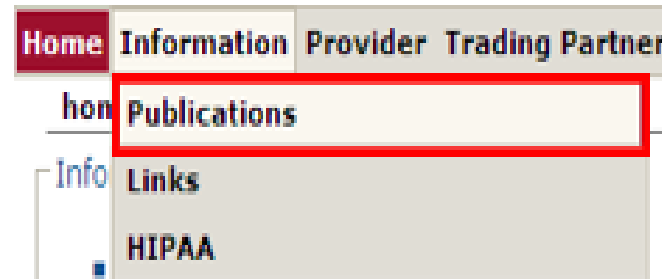 Home Information Provider Trading Partner
hom
Publications
Info
Links
HIPAA